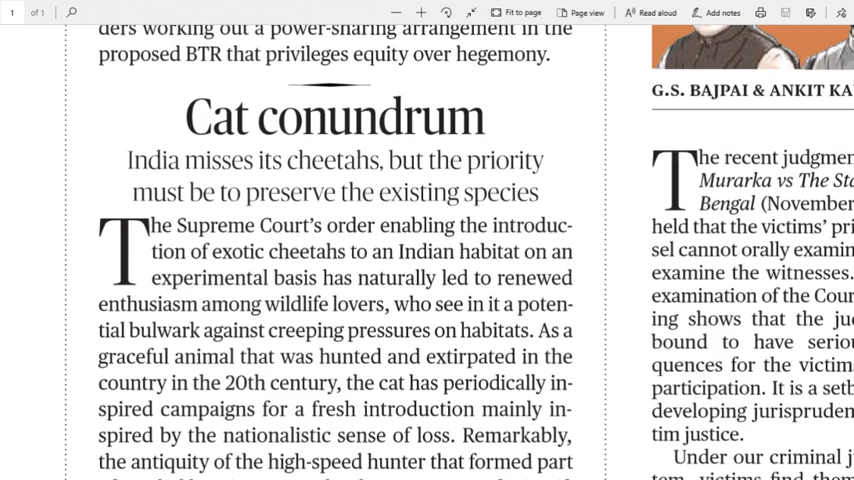 1 of 1 Fit to page Page view Read aloud Add notes
ders working out a power-sharing arrangement in the
proposed BTR that privileges equity over hegemony.
Cat conundrum
India misses its cheetahs, but the priority
must be to preserve the existing species
The Supreme Court's order enabling the introduc-
tion of exotic cheetahs to an Indian habitat on an
experimental basis has naturally led to renewed
enthusiasm among wildlife lovers, who see in it a poten-
tial bulwark against creeping pressures on habitats. As a
graceful animal that was hunted and extirpated in the
country in the 20th century, the cat has periodically in-
spired campaigns for a fresh introduction mainly in-
spired by the nationalistic sense of loss. Remarkably,
the antiquity of the high-speed hunter that formed part
G.S. BAJPAI & ANKIT KA
The recent judgmen
Murarka vs The Sta
Bengal (November
held that the victims' pri
sel cannot orally examin
examine the witnesses.
examination of the Cour
ing shows that the jud
bound to have seriou
quences for the victim
participation. It is a setb
developing jurispruden
tim justice.
Under our criminal j
tem, victims find them